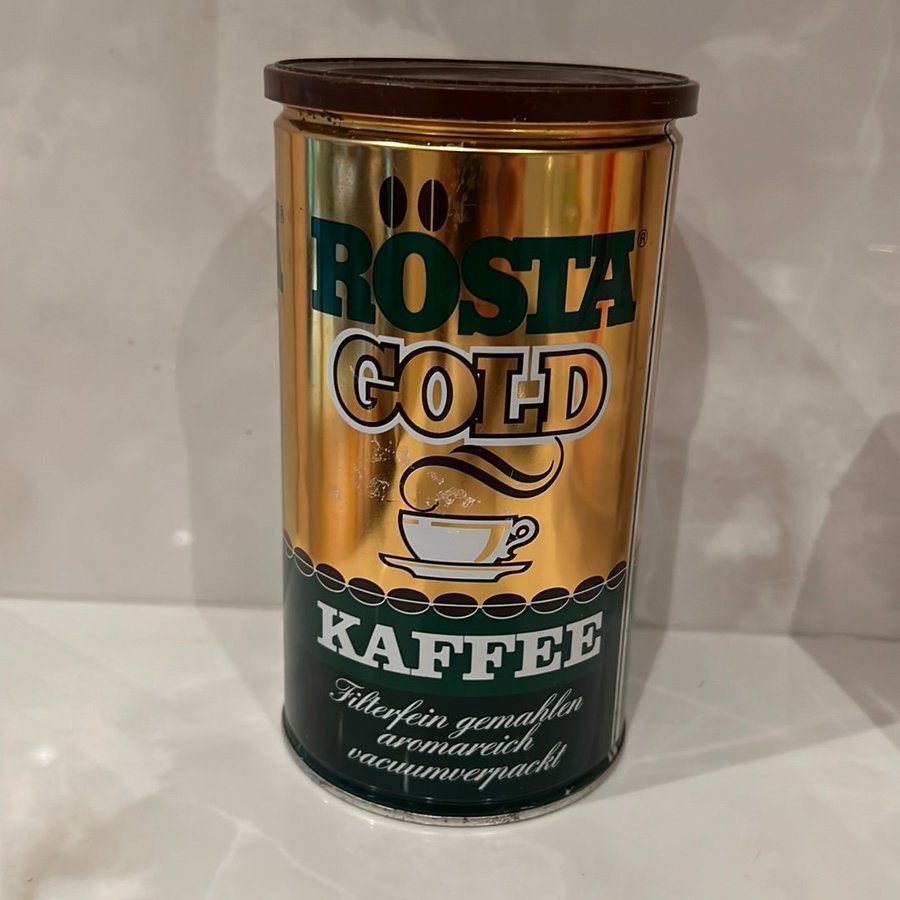 RÖSTA®
GOLD
KAFFEE
Filterfein gemahlen
aromareich
vacuumverpackt